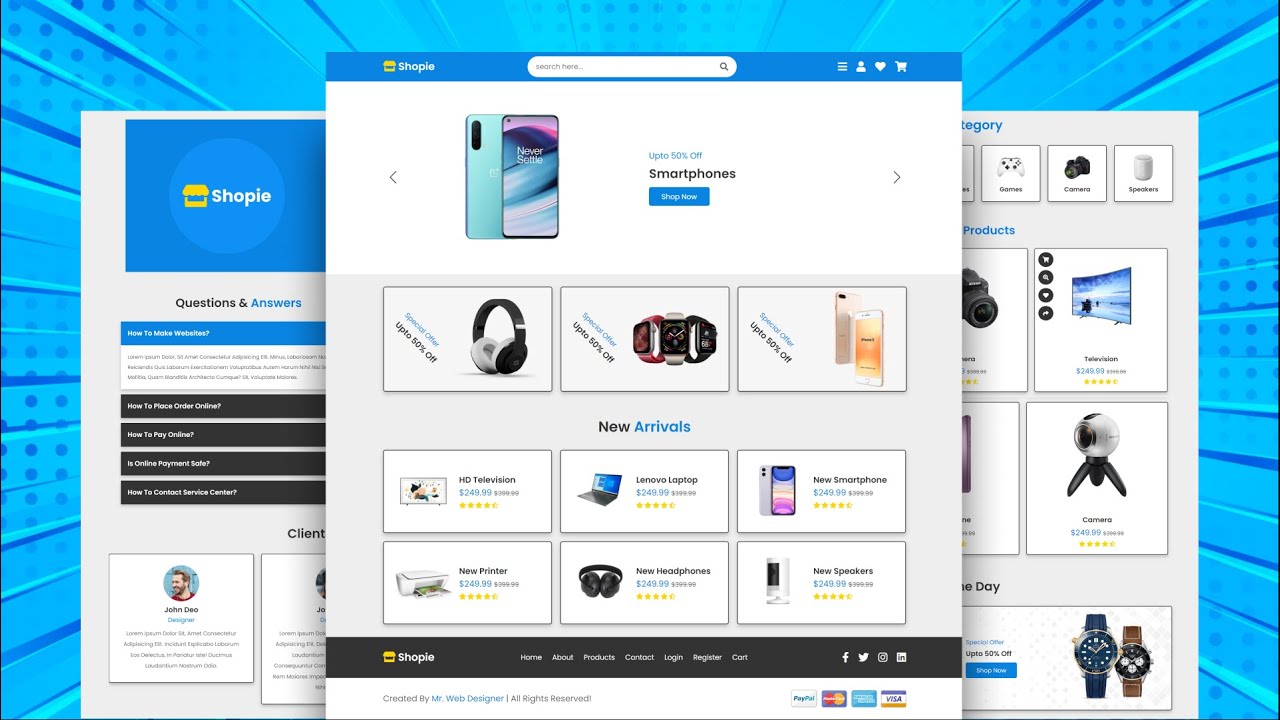 Shopie
search here...
Never
Settle
Upto 50% Off
Smartphones
Shop Now
Special Offer
Upto 50% Off
Special Offer
Upto 50% Off
Special Offer
Upto 50% Off
New Arrivals
HD Television
$249.99 $399.99
Lenovo Laptop
$249.99 $399.99
New Smartphone
$249.99 $399.99
New Printer
$249.99 $399.99
New Headphones
$249.99 $399.99
New Speakers
$249.99 $399.99
Shopie
Home About Products Contact Login Register Cart
Created By Mr. Web Designer | All Rights Reserved!
PayPal
VISA
Shopie
Questions & Answers
How To Make Websites?
Lorem Ipsum Dolor, Sit Amet Consectetur Adipisicing Elit. Minus, Laboriosam
Reiciendis Quis Laborum Exercitationem Voluptatibus Autem Harum Nihil Nisi
Mollitia, Quam Blanditiis Architecto Cumque? Sit, Voluptate Maiores.
How To Place Order Online?
How To Pay Online?
Is Online Payment Safe?
How To Contact Service Center?
Client
John Deo
Designer
Lorem Ipsum Dolor Sit, Amet Consectetur
Adipisicing Elit. Incidunt Explicabo Laborum
Eos Delectus, In Pariatur Iste! Ducimus
Laudantium Nostrum Odio.
Jo
Lorem Ipsum Dol
Adipisicing Elit.
Laudantium
Consequuntur
Rem Maiores
tegory
es
Games
Camera
Speakers
Products
Television
$249.99 $399.99
Camera
$249.99 $399.99
e Day
Special Offer
Upto 50% Off
Shop Now